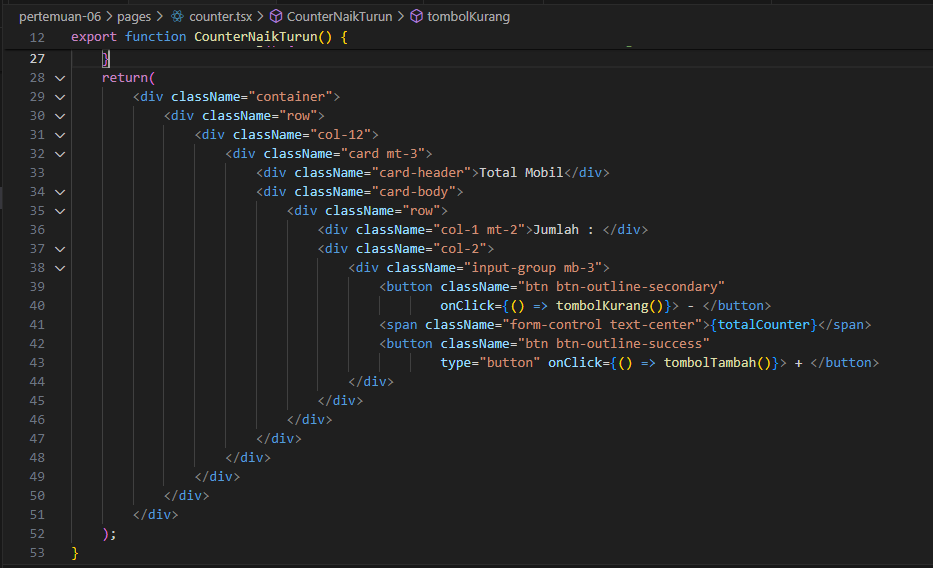 pertemuan-06 > pages > counter.tsx > CounterNaikTurun > tombolKurang
12 export function CounterNaikTurun() {
27 }
28 return(
29 <div className="container">
30 <div className="row">
31 <div className="col-12">
32 <div className="card mt-3">
33 <div className="card-header">Total Mobil</div>
34 <div className="card-body">
35 <div className="row">
36 <div className="col-1 mt-2">Jumlah : </div>
37 <div className="col-2">
38 <div className="input-group mb-3">
39 <button className="btn btn-outline-secondary"
40 onClick={() => tombolKurang()}> - </button>
41 <span className="form-control text-center">{totalCounter}</span>
42 <button className="btn btn-outline-success"
43 type="button" onClick={() => tombolTambah()}> + </button>
44 </div>
45 </div>
46 </div>
47 </div>
48 </div>
49 </div>
50 </div>
51 </div>
52 );
53 }